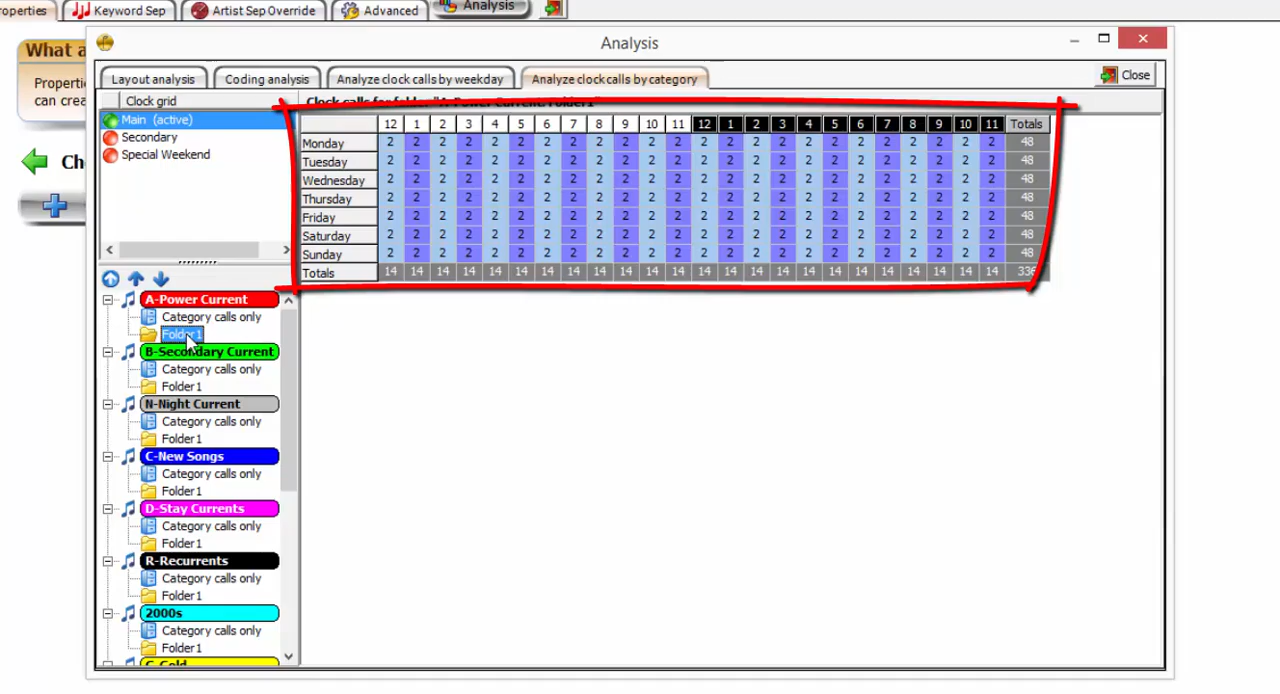 roperties Keyword Sep Artist Sep Override Advanced Analysis
What a
Properti
can crea
Ch
Analysis
Layout analysis Coding analysis Analyze clock calls by weekday Analyze clock calls by category Close
Clock grid
Main (active)
Secondary
Special Weekend
Clock calls for folder "A-Power Current: Folder1"
12 1 2 3 4 5 6 7 8 9 10 11 12 1 2 3 4 5 6 7 8 9 10 11 Totals
Monday 2 2 2 2 2 2 2 2 2 2 2 2 2 2 2 2 2 2 2 2 2 2 2 2 48
Tuesday 2 2 2 2 2 2 2 2 2 2 2 2 2 2 2 2 2 2 2 2 2 2 2 2 48
Wednesday 2 2 2 2 2 2 2 2 2 2 2 2 2 2 2 2 2 2 2 2 2 2 2 2 48
Thursday 2 2 2 2 2 2 2 2 2 2 2 2 2 2 2 2 2 2 2 2 2 2 2 2 48
Friday 2 2 2 2 2 2 2 2 2 2 2 2 2 2 2 2 2 2 2 2 2 2 2 2 48
Saturday 2 2 2 2 2 2 2 2 2 2 2 2 2 2 2 2 2 2 2 2 2 2 2 2 48
Sunday 2 2 2 2 2 2 2 2 2 2 2 2 2 2 2 2 2 2 2 2 2 2 2 2 48
Totals 14 14 14 14 14 14 14 14 14 14 14 14 14 14 14 14 14 14 14 14 14 14 14 14 336
A-Power Current
Category calls only
Folder1
B-Secondary Current
Category calls only
Folder1
N-Night Current
Category calls only
Folder1
C-New Songs
Category calls only
Folder1
D-Stay Currents
Category calls only
Folder1
R-Recurrents
Category calls only
Folder1
2000s
Category calls only
Folder1
G-Gold